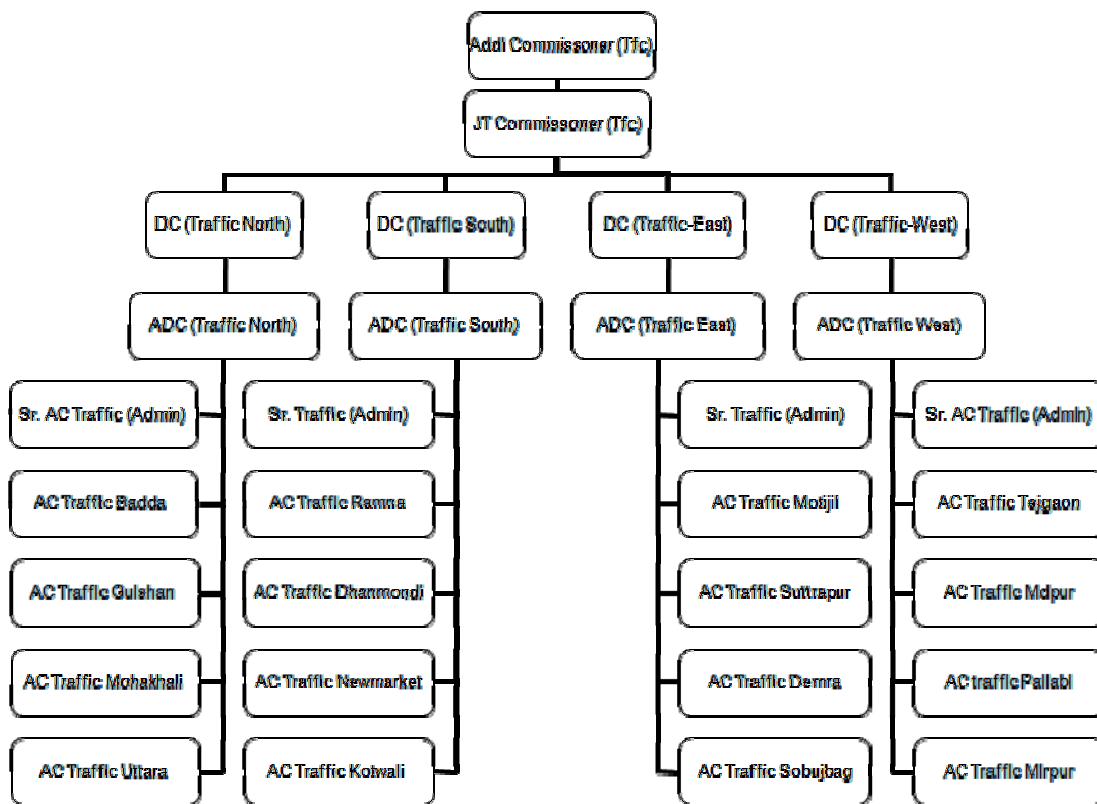 Addl Commissoner (Tfc)
JT Commissoner (Tfc)
DC (Traffic North)
DC (Traffic South)
DC (Traffic-East)
DC (Traffic-West)
ADC (Traffic North)
ADC (Traffic South)
ADC (Traffic East)
ADC (Traffic West)
Sr. AC Traffic (Admin)
Sr. Traffic (Admin)
Sr. Traffic (Admin)
Sr. AC Traffic (Admin)
AC Traffic Badda
AC Traffic Ramna
AC Traffic Motijil
AC Traffic Tejgaon
AC Traffic Gulshan
AC Traffic Dhanmondi
AC Traffic Suttrapur
AC Traffic Mdpur
AC Traffic Mohakhali
AC Traffic Newmarket
AC Traffic Demra
AC traffic Pallabi
AC Traffic Uttara
AC Traffic Kotwali
AC Traffic Sobujbag
AC Traffic Mirpur